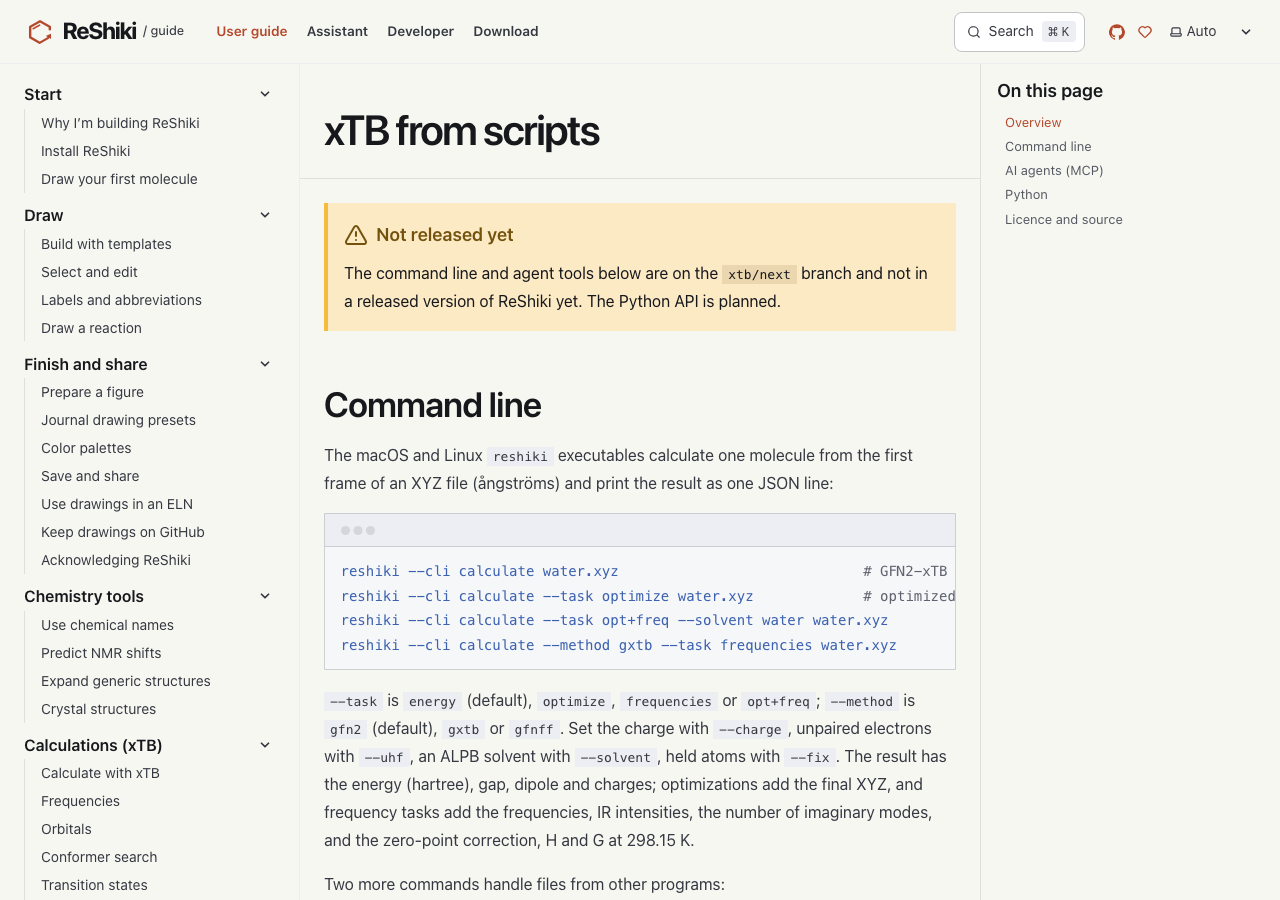 ReShiki / guide
User guide
Assistant
Developer
Download
Search ⌘ K
Auto
Start
Why I'm building ReShiki
Install ReShiki
Draw your first molecule
Draw
Build with templates
Select and edit
Labels and abbreviations
Draw a reaction
Finish and share
Prepare a figure
Journal drawing presets
Color palettes
Save and share
Use drawings in an ELN
Keep drawings on GitHub
Acknowledging ReShiki
Chemistry tools
Use chemical names
Predict NMR shifts
Expand generic structures
Crystal structures
Calculations (xTB)
Calculate with xTB
Frequencies
Orbitals
Conformer search
Transition states
xTB from scripts
Not released yet
The command line and agent tools below are on the xtb/next branch and not in
a released version of ReShiki yet. The Python API is planned.
Command line
The macOS and Linux reshiki executables calculate one molecule from the first
frame of an XYZ file (ångströms) and print the result as one JSON line:
reshiki --cli calculate water.xyz # GFN2-xTB
reshiki --cli calculate --task optimize water.xyz # optimized
reshiki --cli calculate --task opt+freq --solvent water water.xyz
reshiki --cli calculate --method gxtb --task frequencies water.xyz
--task is energy (default), optimize, frequencies or opt+freq; --method is
gfn2 (default), gxtb or gfnff. Set the charge with --charge, unpaired electrons
with --uhf, an ALPB solvent with --solvent, held atoms with --fix. The result has
the energy (hartree), gap, dipole and charges; optimizations add the final XYZ, and
frequency tasks add the frequencies, IR intensities, the number of imaginary modes,
and the zero-point correction, H and G at 298.15 K.
Two more commands handle files from other programs:
On this page
Overview
Command line
AI agents (MCP)
Python
Licence and source